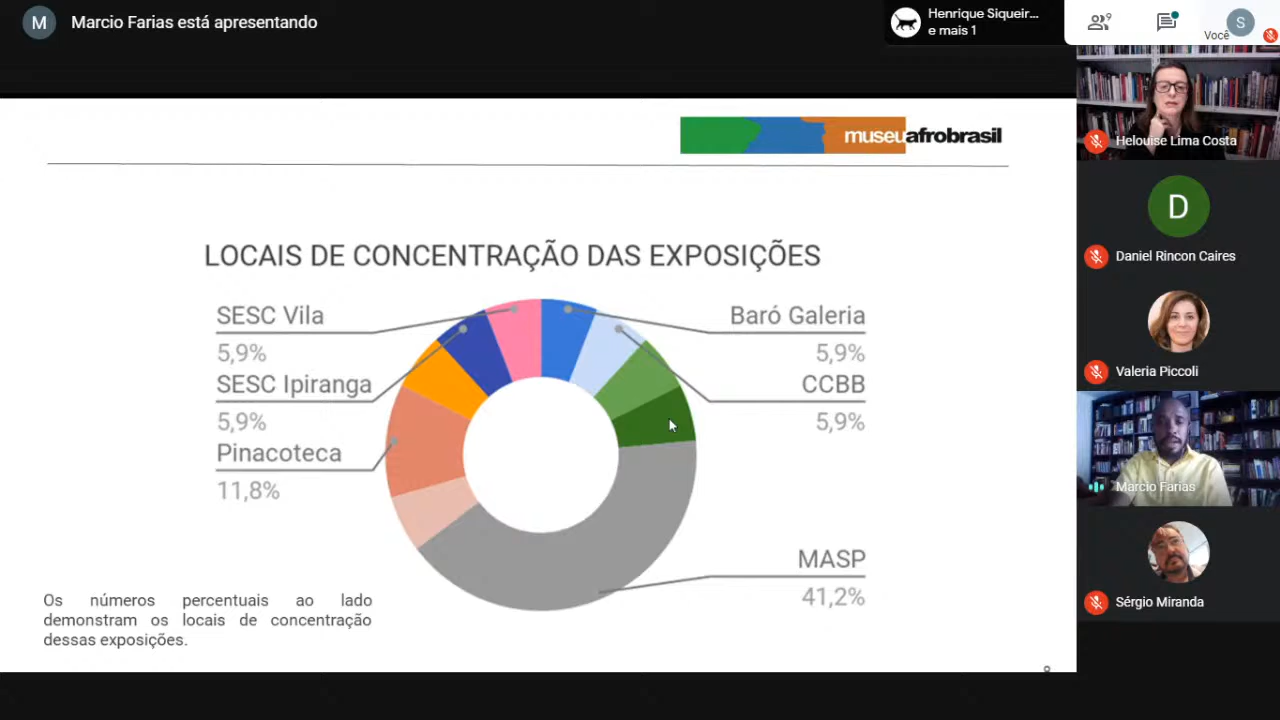 M
Marcio Farias está apresentando
Henrique Siqueir...
e mais 1
9
S
Você
museuafrobrasil
LOCAIS DE CONCENTRAÇÃO DAS EXPOSIÇÕES
SESC Vila
5,9%
SESC Ipiranga
5,9%
Pinacoteca
11,8%
Baró Galeria
5,9%
CCBB
5,9%
MASP
41,2%
Os números percentuais ao lado
demonstram os locais de concentração
dessas exposições.
Helouise Lima Costa
D
Daniel Rincon Caires
Valeria Piccoli
Marcio Farias
Sérgio Miranda